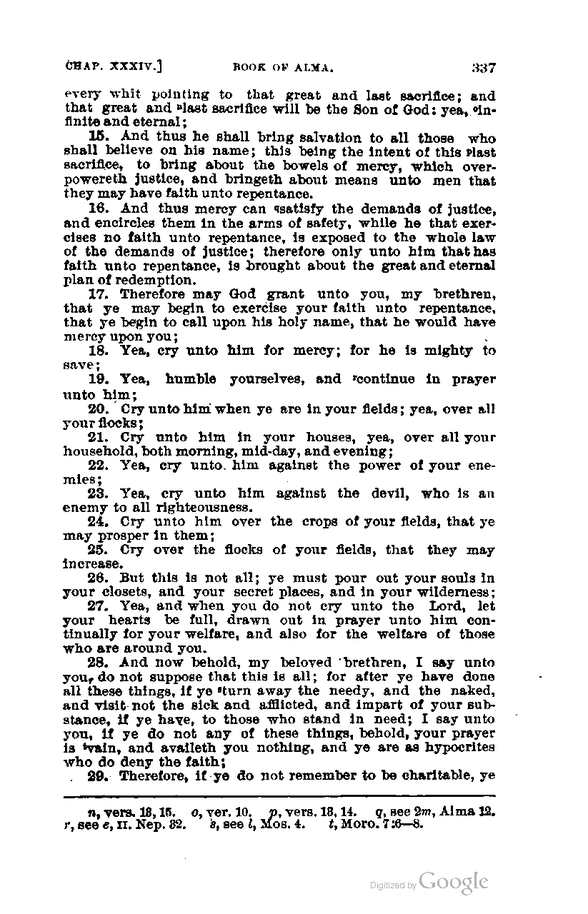 CHAP. XXXIV.] BOOK OF ALMA. 337
every whit pointing to that great and last sacrifice; and
that great and ⁿlast sacrifice will be the Son of God: yea, ᵒin-
finite and eternal;
15. And thus he shall bring salvation to all those who
shall believe on his name; this being the intent of this ᵖlast
sacrifice, to bring about the bowels of mercy, which over-
powereth justice, and bringeth about means unto men that
they may have faith unto repentance.
16. And thus mercy can qsatisfy the demands of justice,
and encircles them in the arms of safety, while he that exer-
cises no faith unto repentance, is exposed to the whole law
of the demands of justice; therefore only unto him that has
faith unto repentance, is brought about the great and eternal
plan of redemption.
17. Therefore may God grant unto you, my brethren,
that ye may begin to exercise your faith unto repentance,
that ye begin to call upon his holy name, that he would have
mercy upon you;
18. Yea, cry unto him for mercy; for he is mighty to
save;
19. Yea, humble yourselves, and ʳcontinue in prayer
unto him;
20. Cry unto him when ye are in your fields; yea, over all
your flocks;
21. Cry unto him in your houses, yea, over all your
household, both morning, mid-day, and evening;
22. Yea, cry unto him against the power of your ene-
mies;
23. Yea, cry unto him against the devil, who is an
enemy to all righteousness.
24. Cry unto him over the crops of your fields, that ye
may prosper in them;
25. Cry over the flocks of your fields, that they may
increase.
26. But this is not all; ye must pour out your souls in
your closets, and your secret places, and in your wilderness;
27. Yea, and when you do not cry unto the Lord, let
your hearts be full, drawn out in prayer unto him con-
tinually for your welfare, and also for the welfare of those
who are around you.
28. And now behold, my beloved brethren, I say unto
you, do not suppose that this is all; for after ye have done
all these things, if ye ˢturn away the needy, and the naked,
and visit not the sick and afflicted, and impart of your sub-
stance, if ye have, to those who stand in need; I say unto
you, if ye do not any of these things, behold, your prayer
is ᵗvain, and availeth you nothing, and ye are as hypocrites
who do deny the faith;
29. Therefore, if ye do not remember to be charitable, ye
n, vers. 13, 15. o, ver. 10. p, vers. 13, 14. q, see 2m, Alma 12.
r, see e, II. Nep. 32. s, see l, Mos. 4. t, Moro. 7:6—8.
Digitized by Google